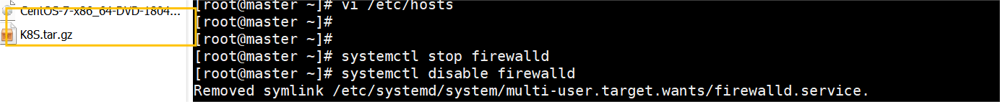 CentOS-7-x86_64-DVD-1804...
K8S.tar.gz
[root@master ~]# vi /etc/hosts
[root@master ~]#
[root@master ~]#
[root@master ~]# systemctl stop firewalld
[root@master ~]# systemctl disable firewalld
Removed symlink /etc/systemd/system/multi-user.target.wants/firewalld.service.